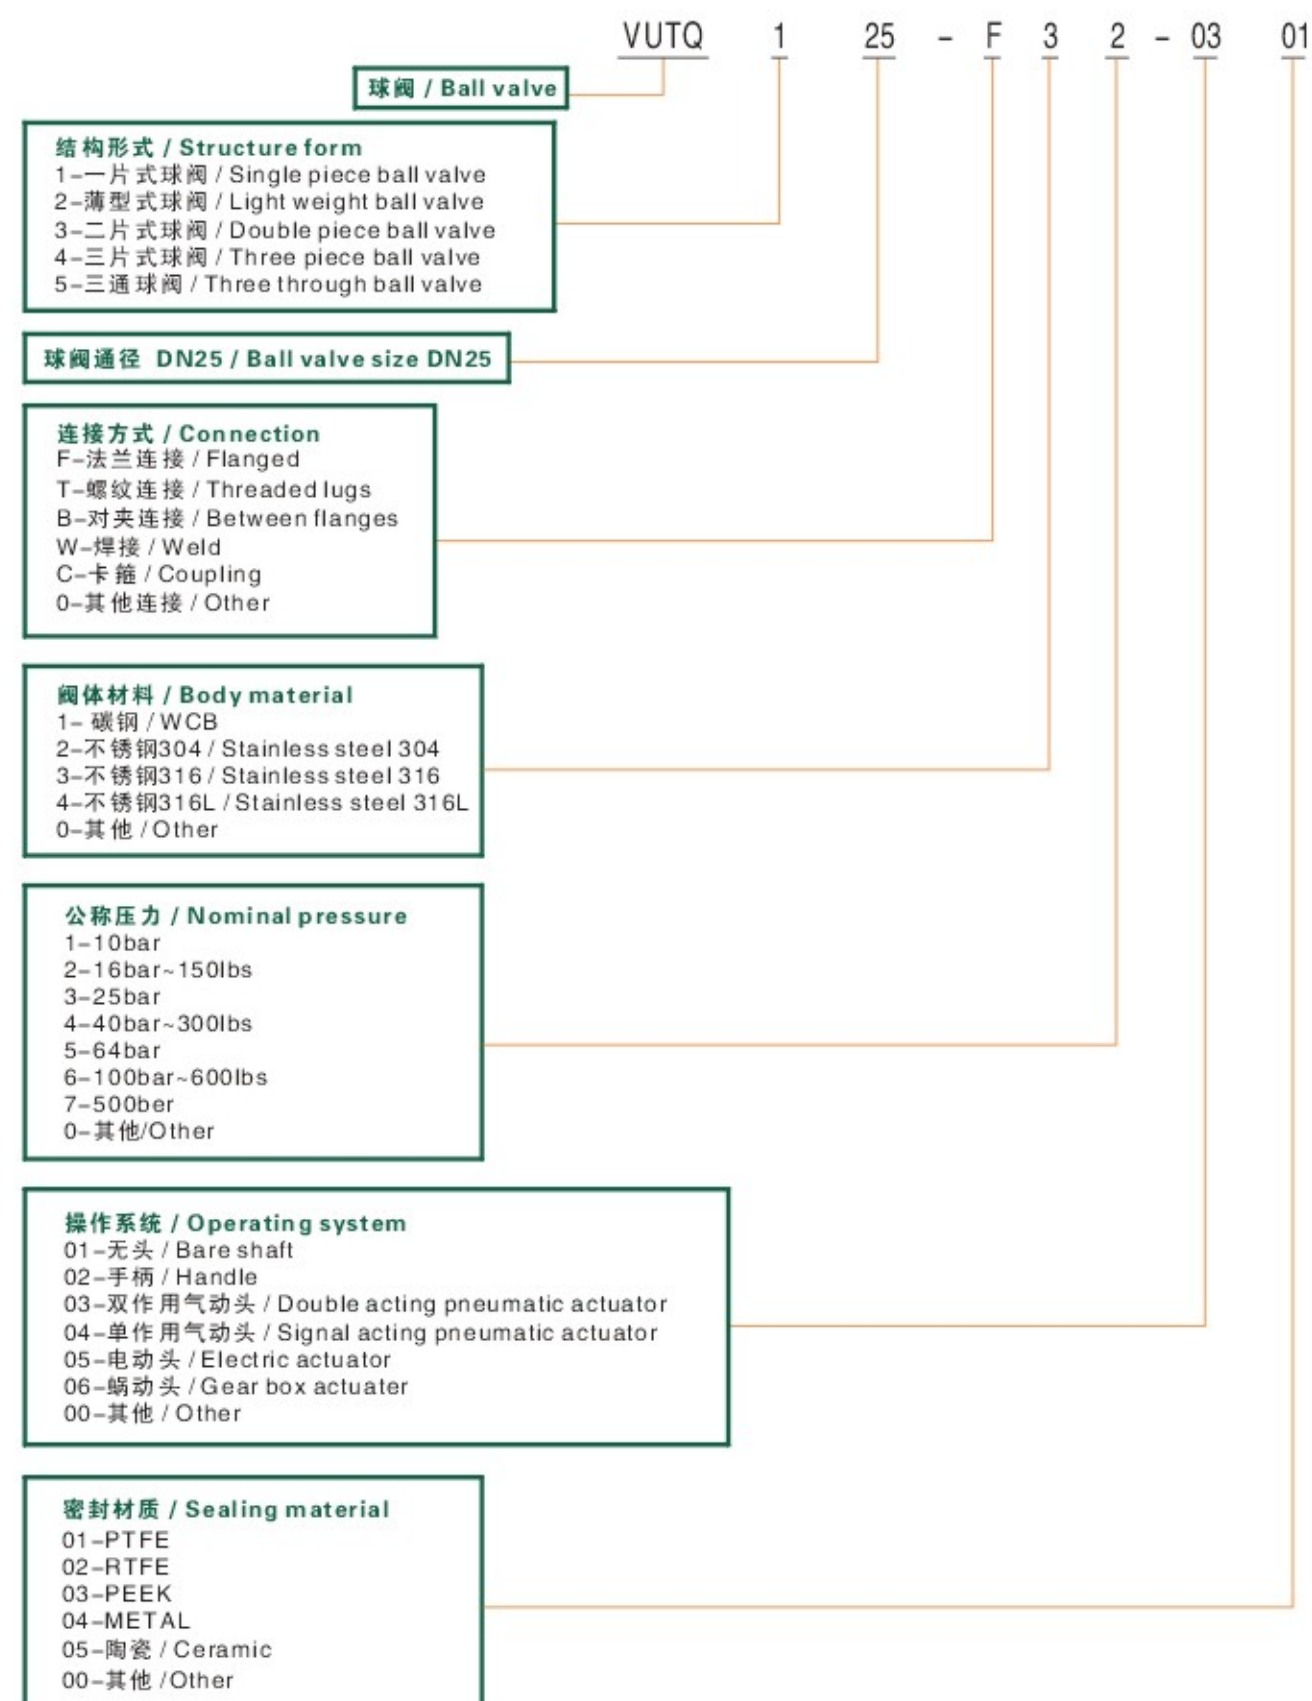 VUTQ 1 25 - F 3 2 - 03 01
球阀 / Ball valve
结构形式 / Structure form
1-一片式球阀 / Single piece ball valve
2-薄型式球阀 / Light weight ball valve
3-二片式球阀 / Double piece ball valve
4-三片式球阀 / Three piece ball valve
5-三通球阀 / Three through ball valve
球阀通径 DN25 / Ball valve size DN25
连接方式 / Connection
F-法兰连接 / Flanged
T-螺纹连接 / Threaded lugs
B-对夹连接 / Between flanges
W-焊接 / Weld
C-卡箍 / Coupling
0-其他连接 / Other
阀体材料 / Body material
1- 碳钢 / WCB
2-不锈钢304 / Stainless steel 304
3-不锈钢316 / Stainless steel 316
4-不锈钢316L / Stainless steel 316L
0-其他 / Other
公称压力 / Nominal pressure
1-10bar
2-16bar~150lbs
3-25bar
4-40bar~300lbs
5-64bar
6-100bar~600lbs
7-500ber
0-其他/Other
操作系统 / Operating system
01-无头 / Bare shaft
02-手柄 / Handle
03-双作用气动头 / Double acting pneumatic actuator
04-单作用气动头 / Signal acting pneumatic actuator
05-电动头 / Electric actuator
06-蜗动头 / Gear box actuater
00-其他 / Other
密封材质 / Sealing material
01-PTFE
02-RTFE
03-PEEK
04-METAL
05-陶瓷 / Ceramic
00-其他 /Other